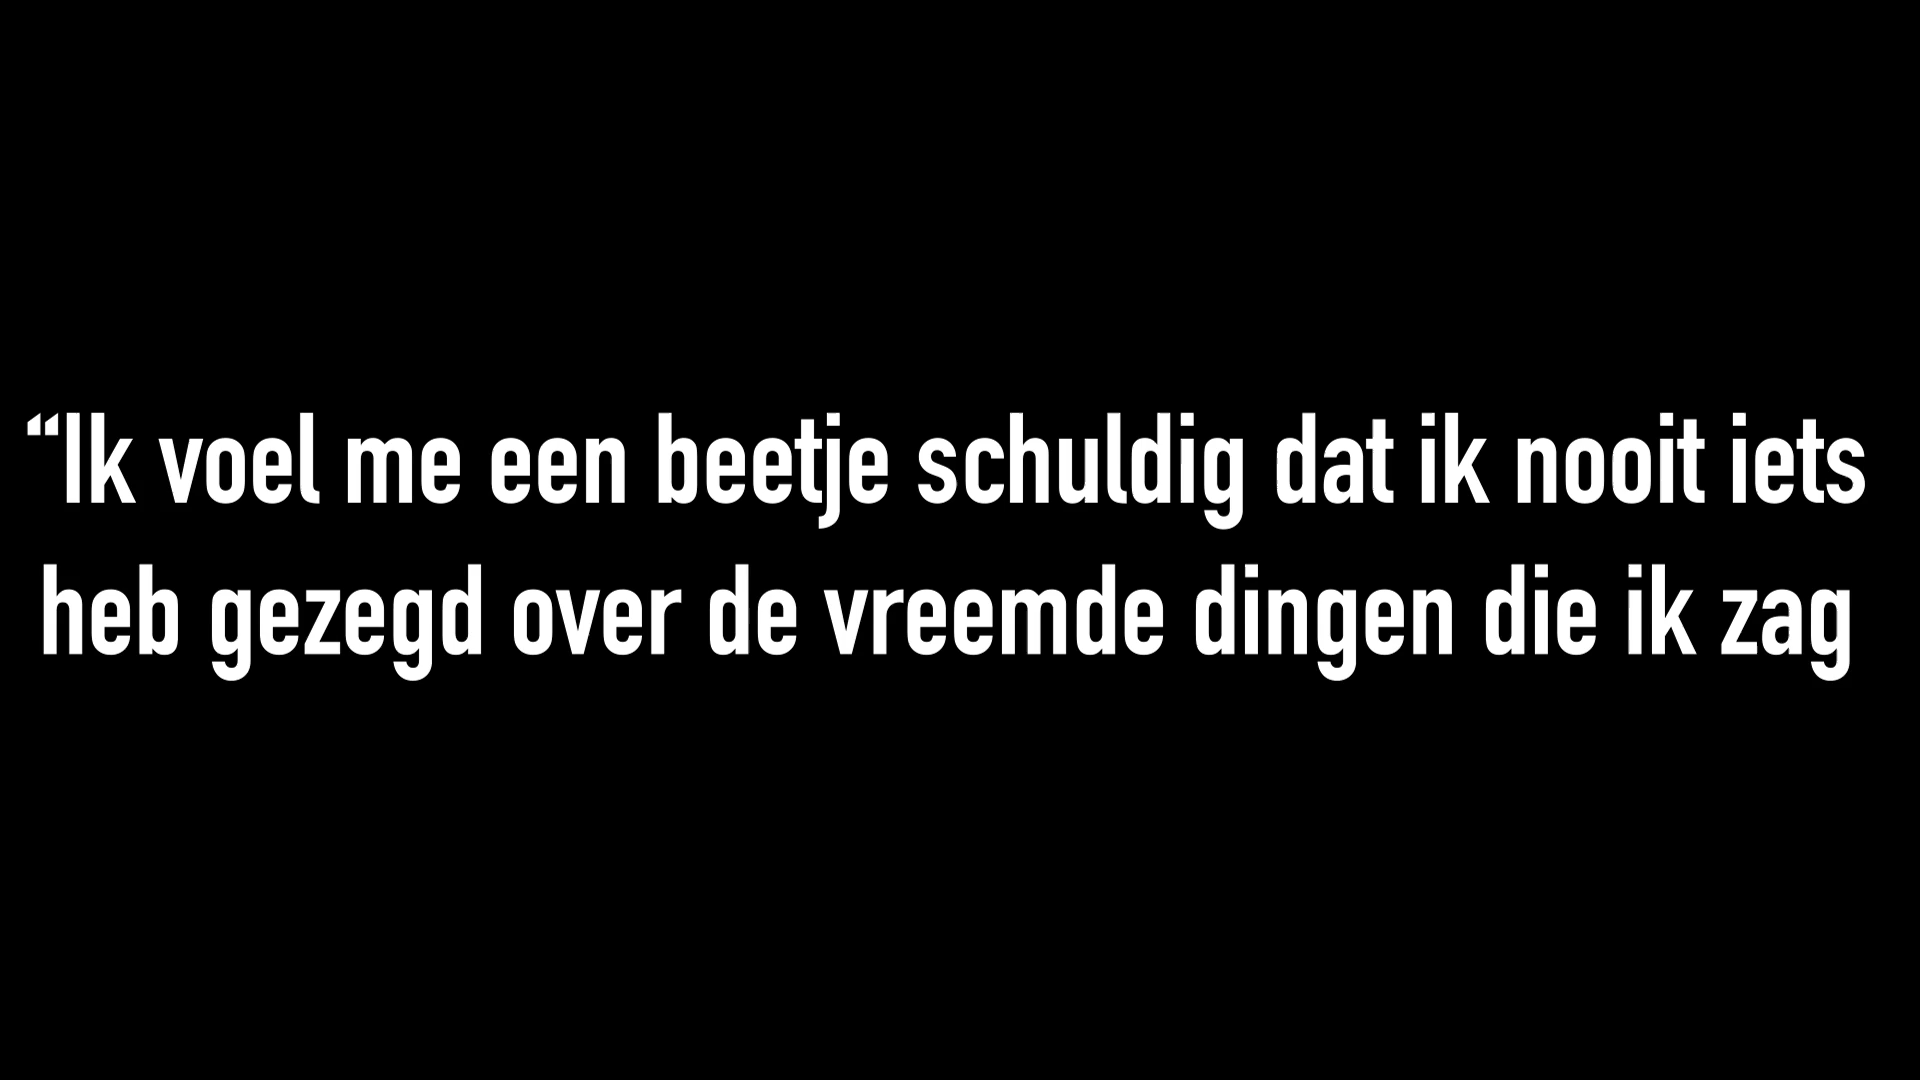 “Ik voel me een beetje schuldig dat ik nooit iets
heb gezegd over de vreemde dingen die ik zag